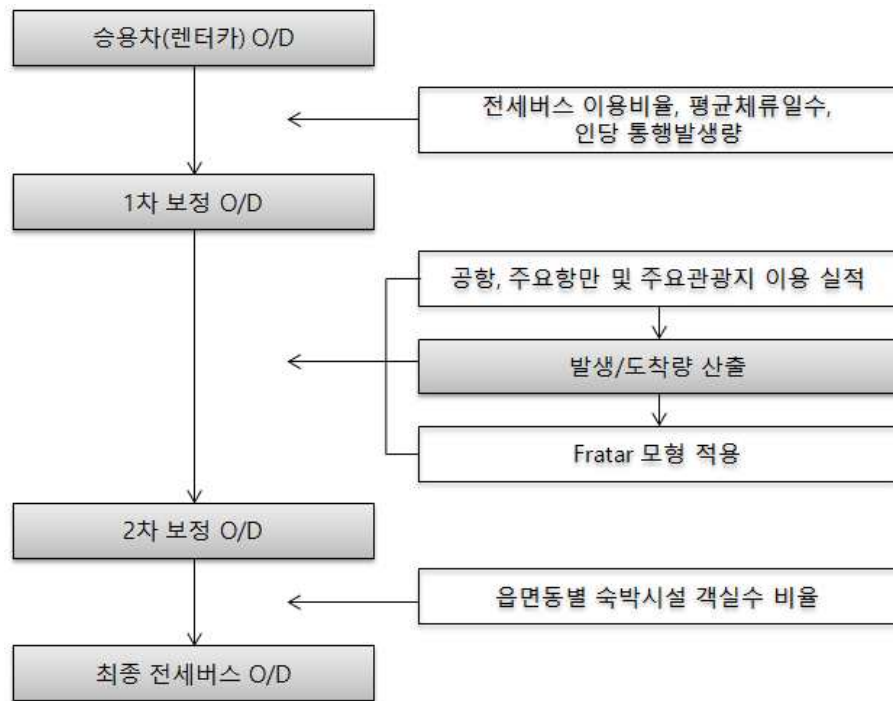 승용차(렌터카) O/D
전세버스 이용비율, 평균체류일수,
인당 통행발생량
1차 보정 O/D
공항, 주요항만 및 주요관광지 이용 실적
발생/도착량 산출
Fratar 모형 적용
2차 보정 O/D
읍면동별 숙박시설 객실수 비율
최종 전세버스 O/D